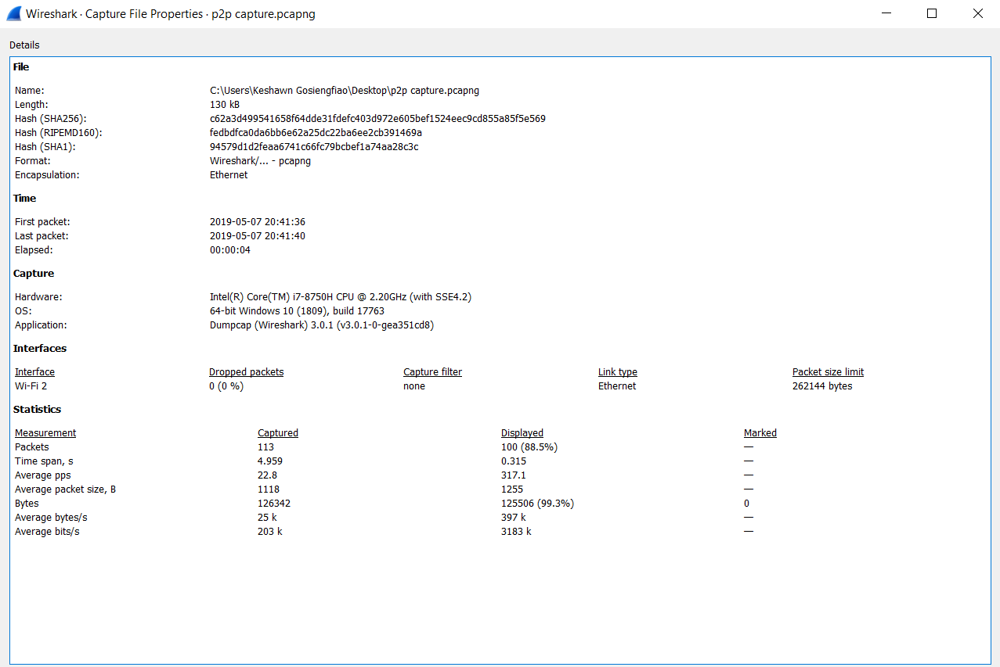 Wireshark · Capture File Properties · p2p capture.pcapng
Details
File
Name: C:\Users\Keshawn Gosiengfiao\Desktop\p2p capture.pcapng
Length: 130 kB
Hash (SHA256): c62a3d499541658f64dde31fdefc403d972e605bef1524eec9cd855a85f5e569
Hash (RIPEMD160): fedbdfca0da6bb6e62a25dc22ba6ee2cb391469a
Hash (SHA1): 94579d1d2feaa6741c66fc79bcbef1a74aa28c3c
Format: Wireshark/... - pcapng
Encapsulation: Ethernet
Time
First packet: 2019-05-07 20:41:36
Last packet: 2019-05-07 20:41:40
Elapsed: 00:00:04
Capture
Hardware: Intel(R) Core(TM) i7-8750H CPU @ 2.20GHz (with SSE4.2)
OS: 64-bit Windows 10 (1809), build 17763
Application: Dumpcap (Wireshark) 3.0.1 (v3.0.1-0-gea351cd8)
Interfaces
Interface Dropped packets Capture filter Link type Packet size limit
Wi-Fi 2 0 (0 %) none Ethernet 262144 bytes
Statistics
Measurement Captured Displayed Marked
Packets 113 100 (88.5%) —
Time span, s 4.959 0.315 —
Average pps 22.8 317.1 —
Average packet size, B 1118 1255 —
Bytes 126342 125506 (99.3%) 0
Average bytes/s 25 k 397 k —
Average bits/s 203 k 3183 k —